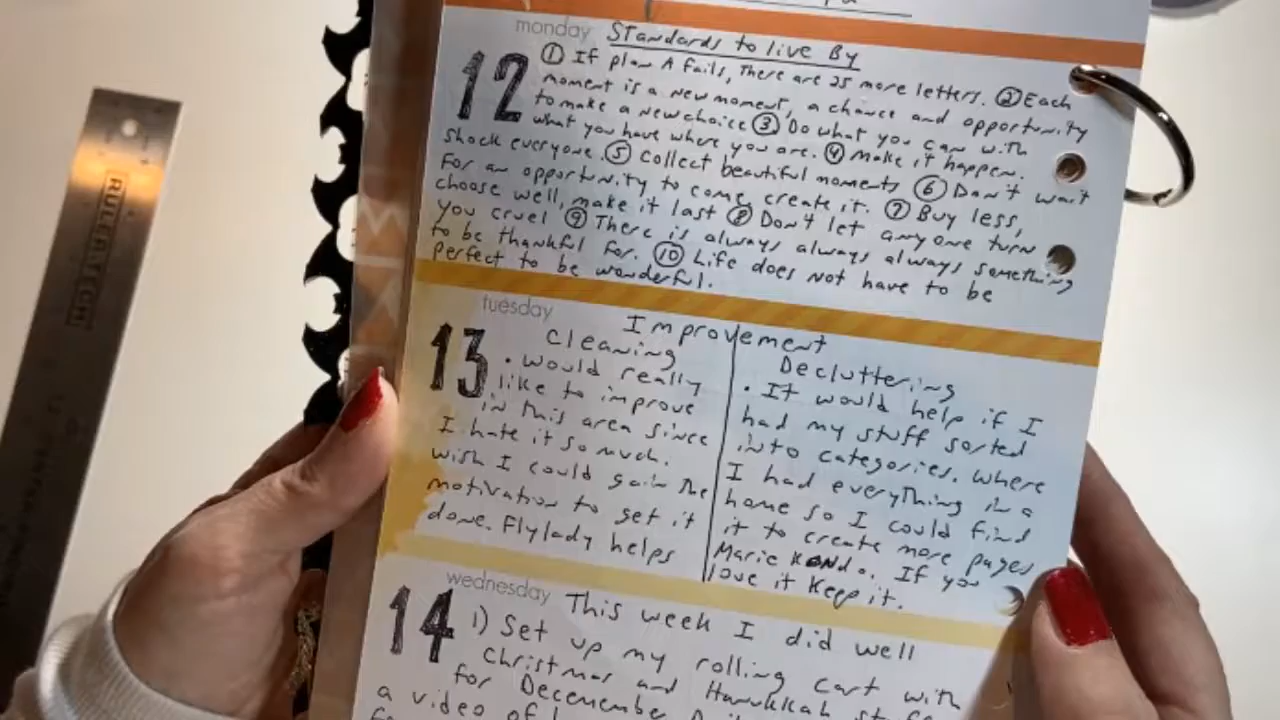 monday Standards to live By
12 ① If plan A fails, There are 25 more letters. ② Each
moment is a new moment, a chance and opportunity
to make a new choice ③ Do what you can with
what you have where you are. ④ make it happen.
Shock everyone. ⑤ Collect beautiful moments ⑥ Don't wait
For an opportunity to come, create it. ⑦ Buy less,
choose well, make it last ⑧ Don't let anyone turn
you cruel ⑨ There is always always always something
to be thankful for. ⑩ Life does not have to be
perfect to be wonderful.
tuesday
13 Improvement
Cleaning
• would really
like to improve
in this area since
I hate it so much.
wish I could gain the
motivation to get it
done. Flylady helps
Decluttering
• It would help if I
had my stuff sorted
into categories. Where
I had everything in a
home so I could find
it to create more pages
Marie Kondo. If you
love it Keep it.
wednesday
14 This week I did well
1) Set up my rolling cart with
Christmas and Hanukkah
for Decemember
a video of
RULERTECH